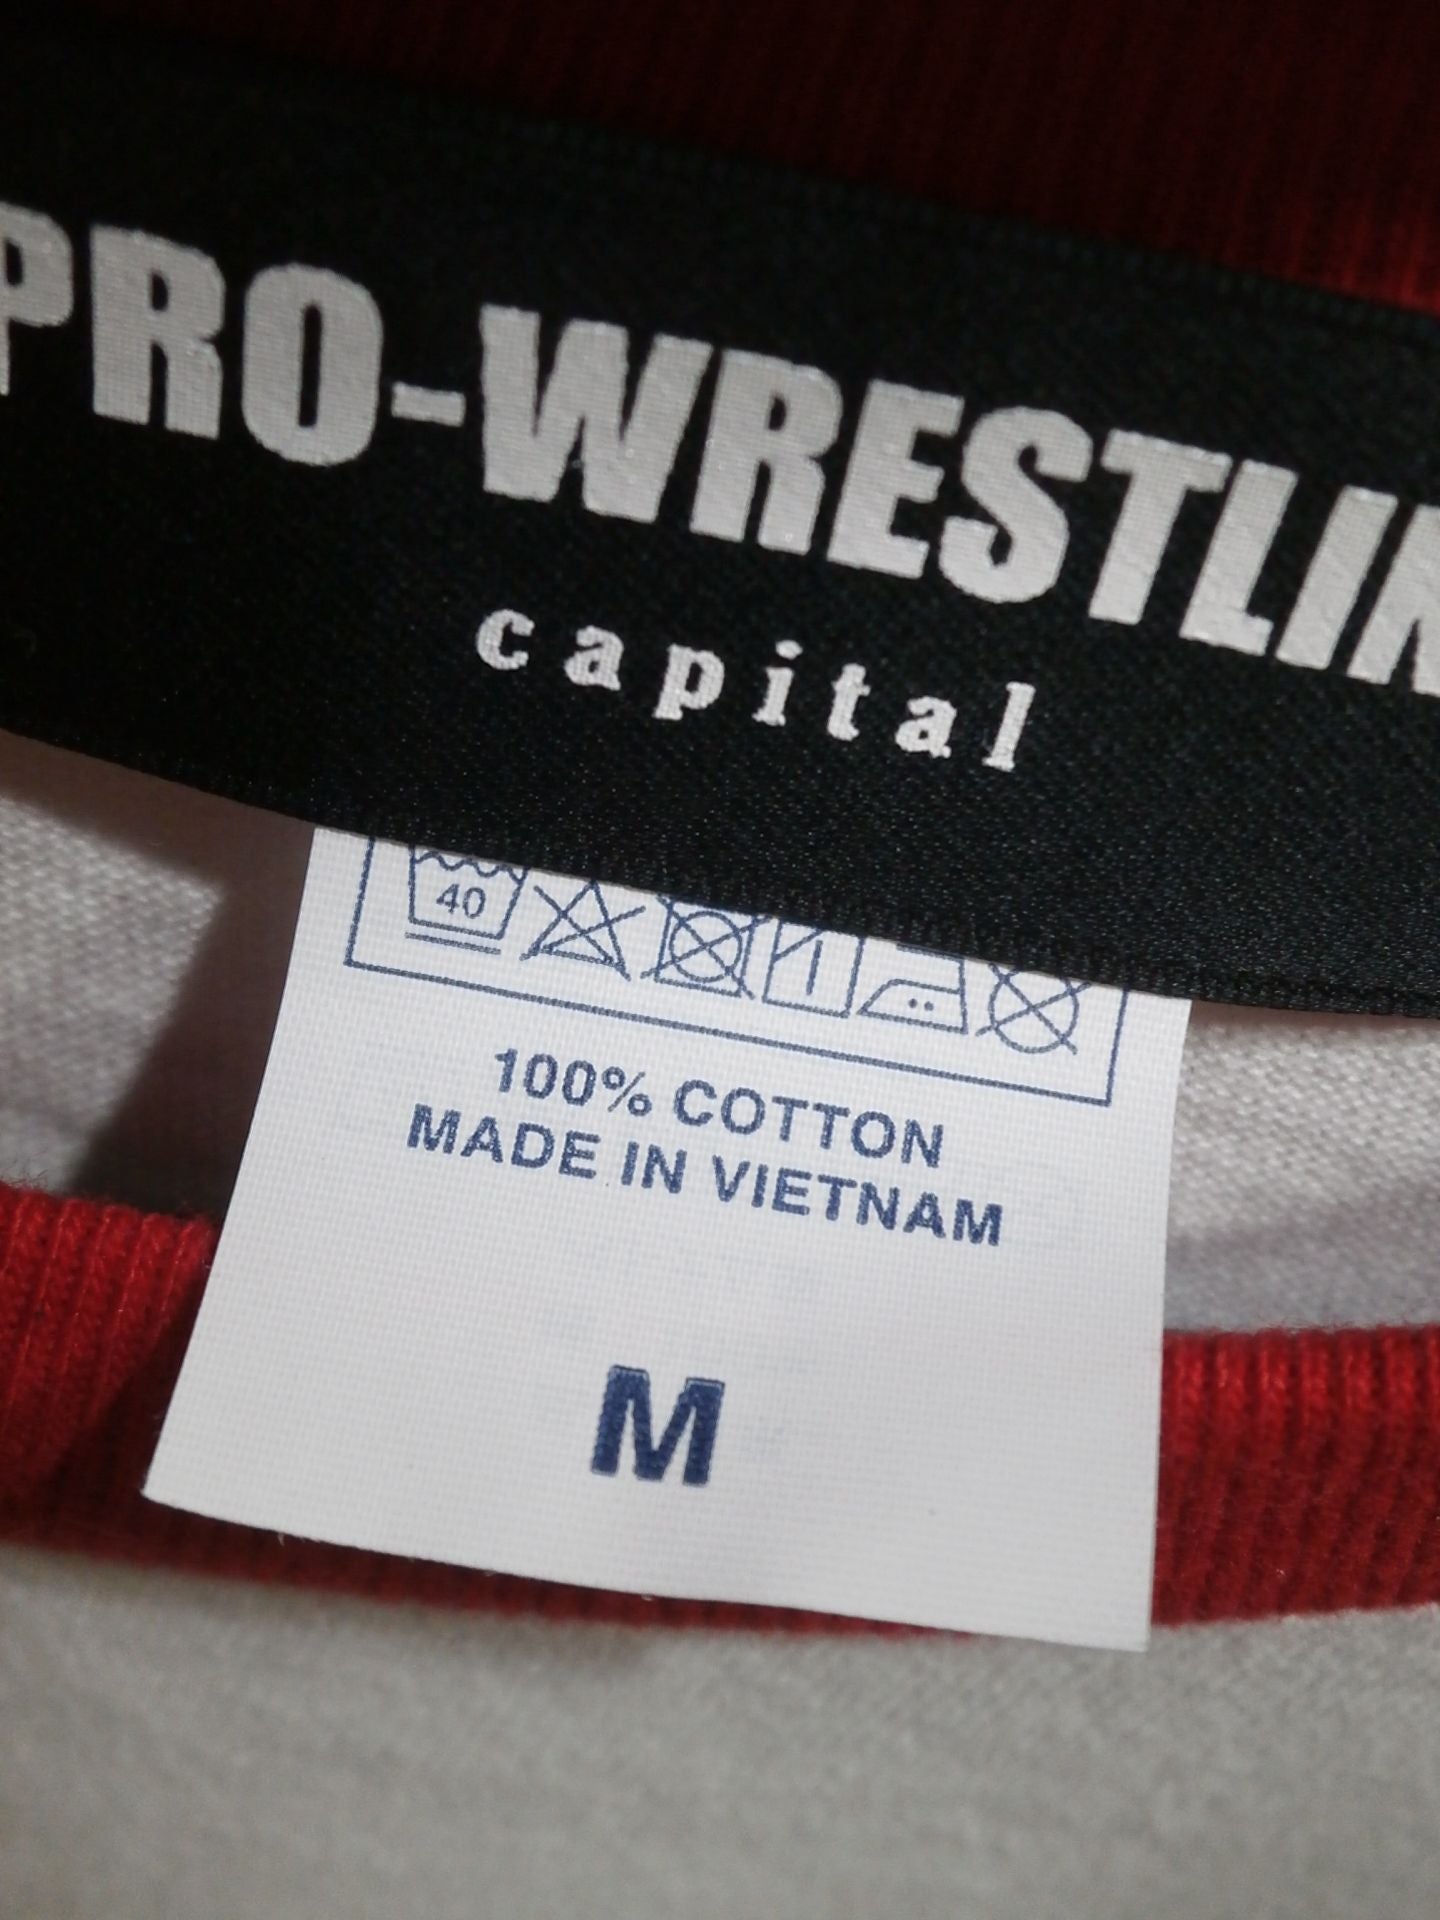 PRO-WRESTLIN
capital
40
100% COTTON
MADE IN VIETNAM
M